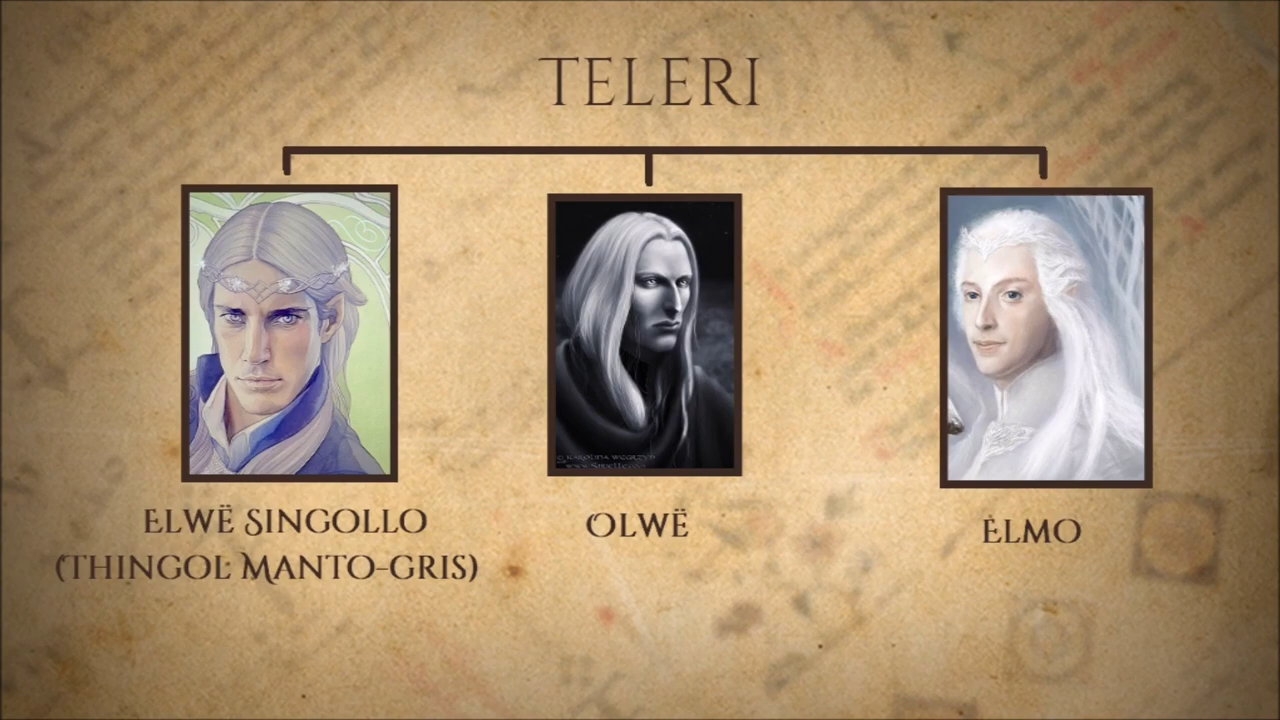 TELERI
ELWË SINGOLLO
(THINGOL MANTO-GRIS)
OLWË
ELMO